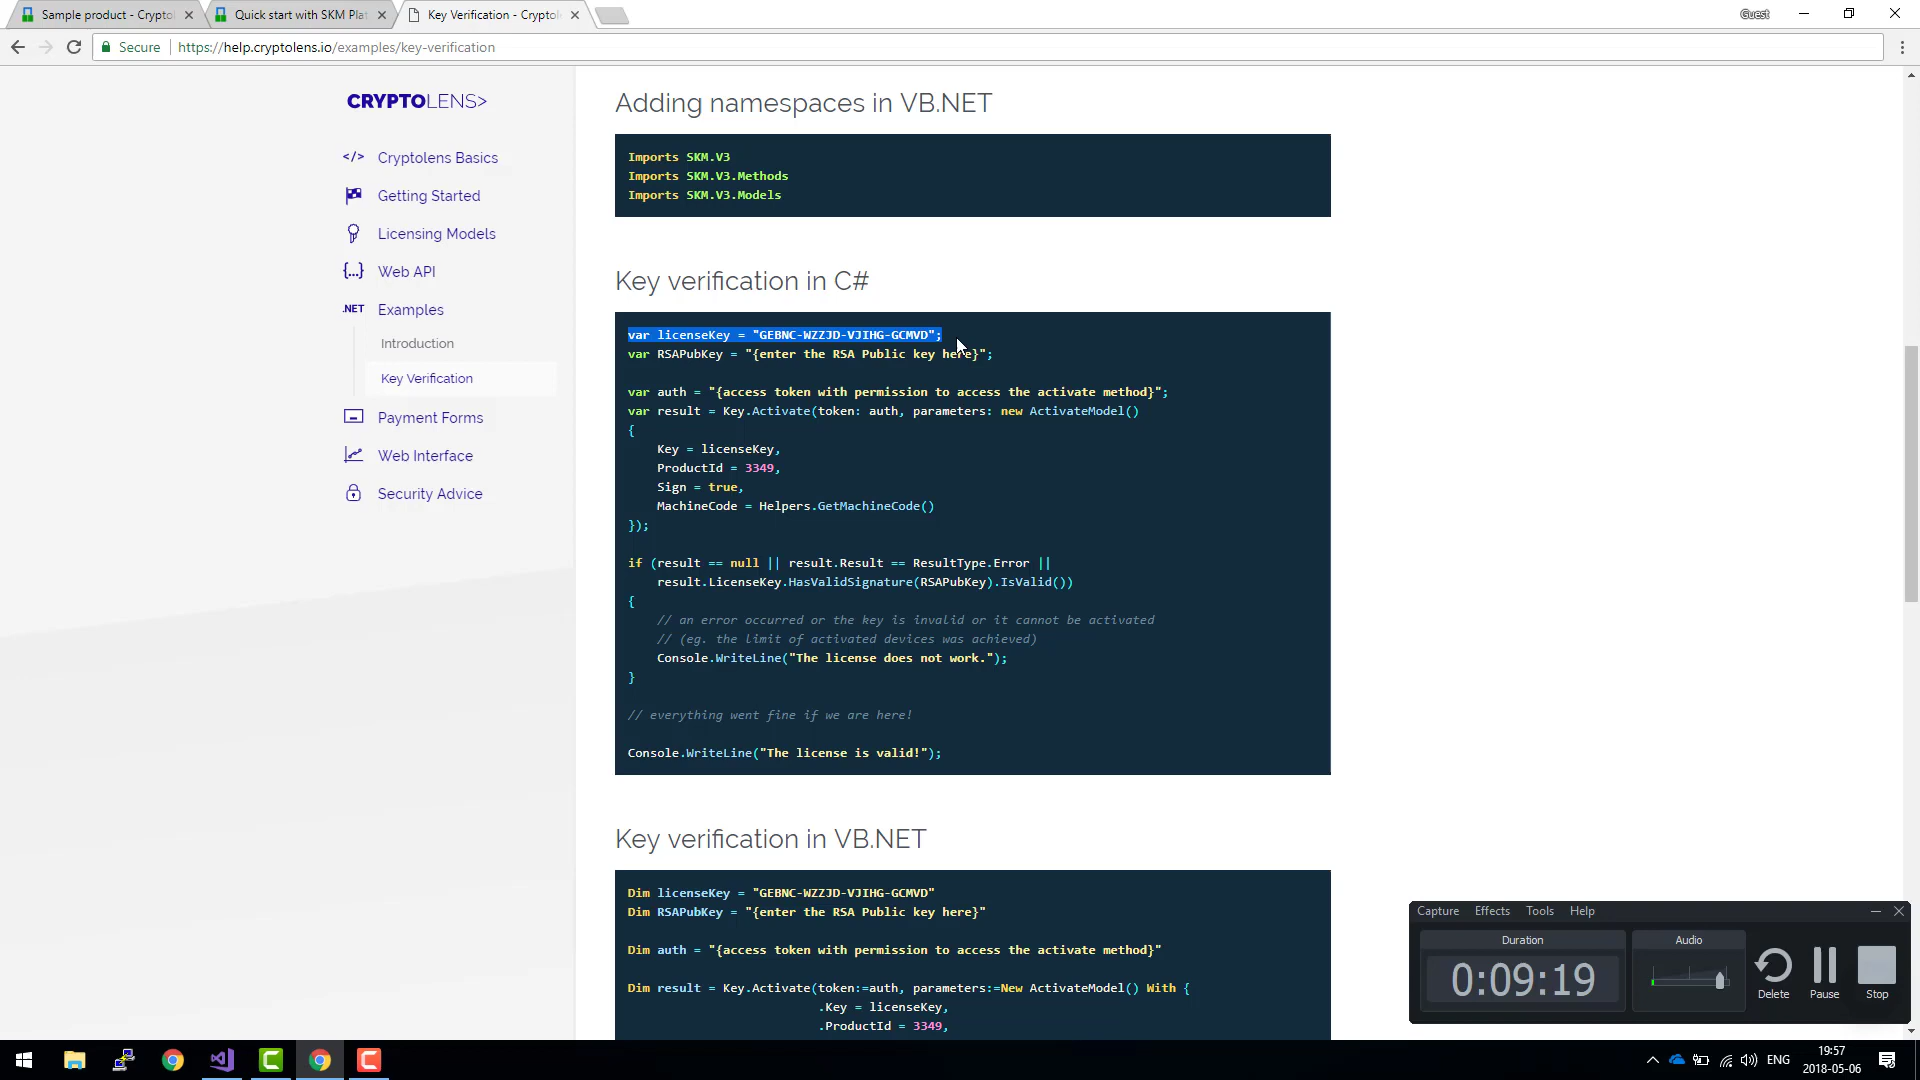 Sample product - Cryptol
Quick start with SKM Plat
Key Verification - Cryptole
Guest
Secure
https://help.cryptolens.io/examples/key-verification
CRYPTOLENS>
Cryptolens Basics
Getting Started
Licensing Models
Web API
.NET Examples
Introduction
Key Verification
Payment Forms
Web Interface
Security Advice
Adding namespaces in VB.NET
Imports SKM.V3
Imports SKM.V3.Methods
Imports SKM.V3.Models
Key verification in C#
var licenseKey = "GEBNC-WZZJD-VJIHG-GCMVD";
var RSAPubKey = "{enter the RSA Public key here}";
var auth = "{access token with permission to access the activate method}";
var result = Key.Activate(token: auth, parameters: new ActivateModel()
{
Key = licenseKey,
ProductId = 3349,
Sign = true,
MachineCode = Helpers.GetMachineCode()
});
if (result == null || result.Result == ResultType.Error ||
result.LicenseKey.HasValidSignature(RSAPubKey).IsValid())
{
// an error occurred or the key is invalid or it cannot be activated
// (eg. the limit of activated devices was achieved)
Console.WriteLine("The license does not work.");
}
// everything went fine if we are here!
Console.WriteLine("The license is valid!");
Key verification in VB.NET
Dim licenseKey = "GEBNC-WZZJD-VJIHG-GCMVD"
Dim RSAPubKey = "{enter the RSA Public key here}"
Dim auth = "{access token with permission to access the activate method}"
Dim result = Key.Activate(token:=auth, parameters:=New ActivateModel() With {
.Key = licenseKey,
.ProductId = 3349,
Capture Effects Tools Help
Duration
0:09:19
Audio
Delete
Pause
Stop
ENG
19:57
2018-05-06